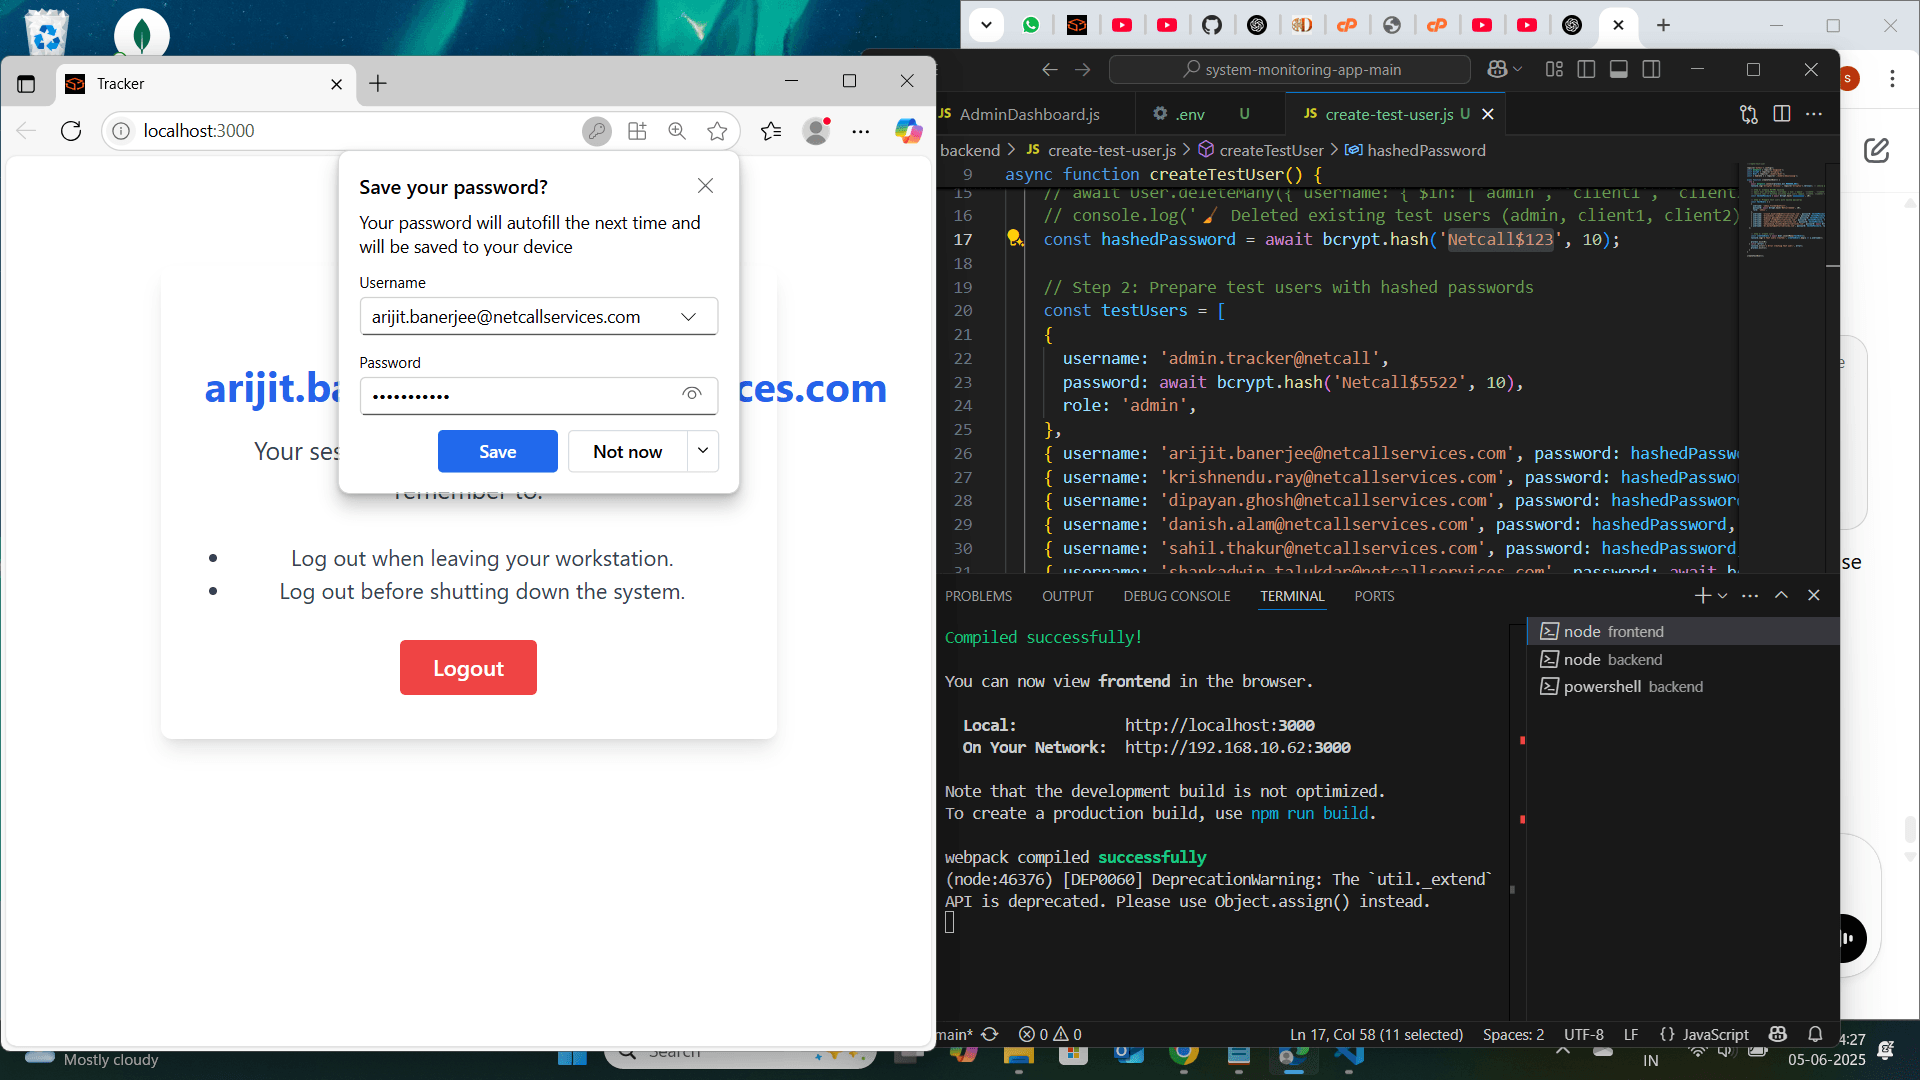 Tracker
localhost:3000
Save your password?
Your password will autofill the next time and
will be saved to your device
Username
arijit.banerjee@netcallservices.com
Password
•••••••••••
Save
Not now
arijit.ba
ces.com
Your ses
remember to:
Log out when leaving your workstation.
Log out before shutting down the system.
Logout
Mostly cloudy
Search
system-monitoring-app-main
AdminDashboard.js
.env U
create-test-user.js U
backend > JS create-test-user.js > createTestUser > hashedPassword
9 async function createTestUser() {
15 // await User.deleteMany({ username: { $in: [ admin , client1 , client
16 // console.log('🧹 Deleted existing test users (admin, client1, client2)
17 const hashedPassword = await bcrypt.hash('Netcall$123', 10);
18
19 // Step 2: Prepare test users with hashed passwords
20 const testUsers = [
21 {
22 username: 'admin.tracker@netcall',
23 password: await bcrypt.hash('Netcall$5522', 10),
24 role: 'admin',
25 },
26 { username: 'arijit.banerjee@netcallservices.com', password: hashedPassw
27 { username: 'krishnendu.ray@netcallservices.com', password: hashedPasswo
28 { username: 'dipayan.ghosh@netcallservices.com', password: hashedPassword
29 { username: 'danish.alam@netcallservices.com', password: hashedPassword,
30 { username: 'sahil.thakur@netcallservices.com', password: hashedPassword
31 { username: 'shankadwin.talukdar@netcallservices.com', password: await b
PROBLEMS OUTPUT DEBUG CONSOLE TERMINAL PORTS
Compiled successfully!
You can now view frontend in the browser.
Local: http://localhost:3000
On Your Network: http://192.168.10.62:3000
Note that the development build is not optimized.
To create a production build, use npm run build.
webpack compiled successfully
(node:46376) [DEP0060] DeprecationWarning: The `util._extend`
API is deprecated. Please use Object.assign() instead.
node frontend
node backend
powershell backend
main* 0 0 Ln 17, Col 58 (11 selected) Spaces: 2 UTF-8 LF {} JavaScript
s
se
IN
4:27
05-06-2025